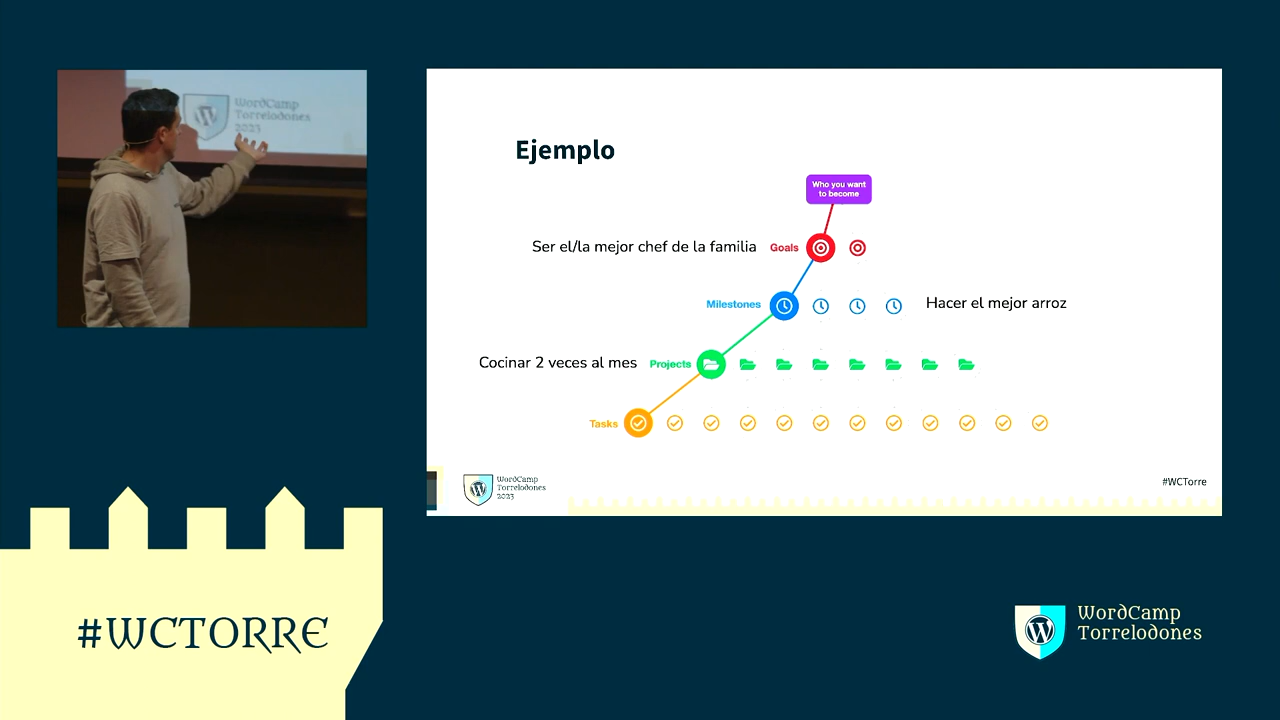 WordCamp
Torrelodones
2023
Ejemplo
Who you want
to become
Ser el/la mejor chef de la familia
Goals
Milestones
Hacer el mejor arroz
Cocinar 2 veces al mes
Projects
Tasks
WordCamp
Torrelodones
2023
#WCTorre
#WCTORRE
WordCamp
Torrelodones